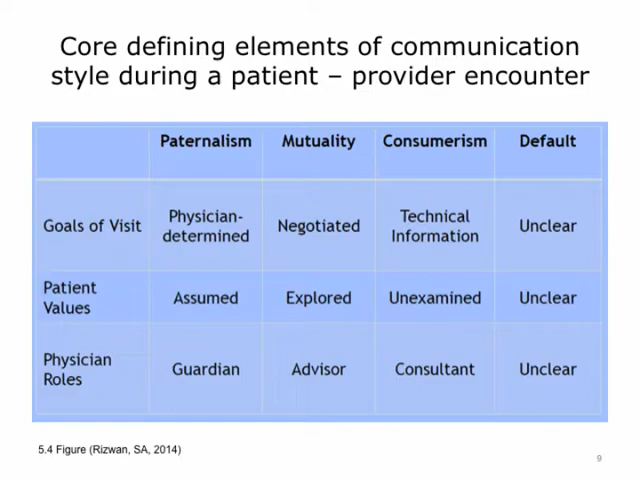 Core defining elements of communication
style during a patient – provider encounter
Paternalism Mutuality Consumerism Default
Goals of Visit Physician-determined Negotiated Technical Information Unclear
Patient Values Assumed Explored Unexamined Unclear
Physician Roles Guardian Advisor Consultant Unclear
5.4 Figure (Rizwan, SA, 2014)
9